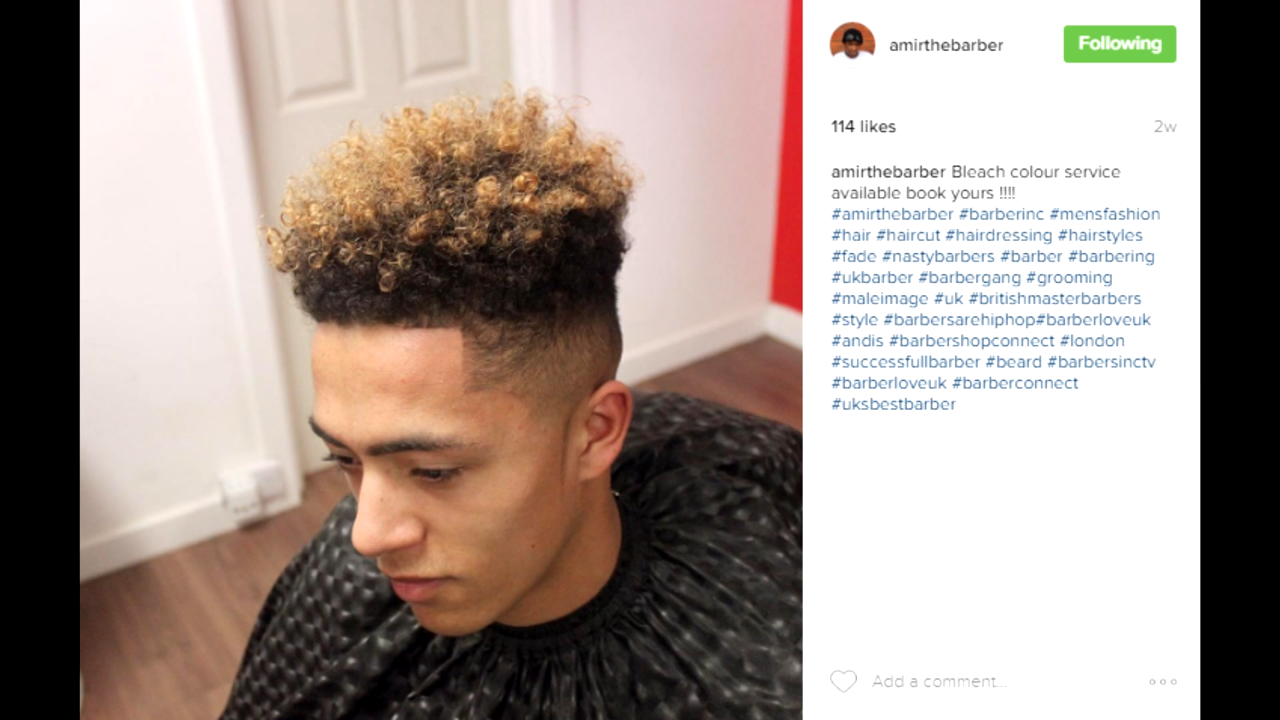 amirthebarber
Following
114 likes
2w
amirthebarber Bleach colour service
available book yours !!!!
#amirthebarber #barberinc #mensfashion
#hair #haircut #hairdressing #hairstyles
#fade #nastybarbers #barber #barbering
#ukbarber #barbergang #grooming
#maleimage #uk #britishmasterbarbers
#style #barbersarehiphop#barberloveuk
#andis #barbershopconnect #london
#successfullbarber #beard #barbersinctv
#barberloveuk #barberconnect
#uksbestbarber
Add a comment...